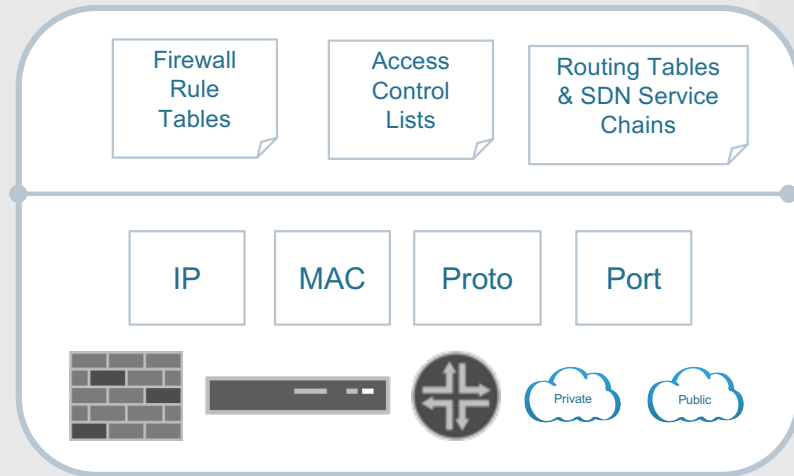 Firewall
Rule
Tables
Access
Control
Lists
Routing Tables
& SDN Service
Chains
IP
MAC
Proto
Port
Private
Public